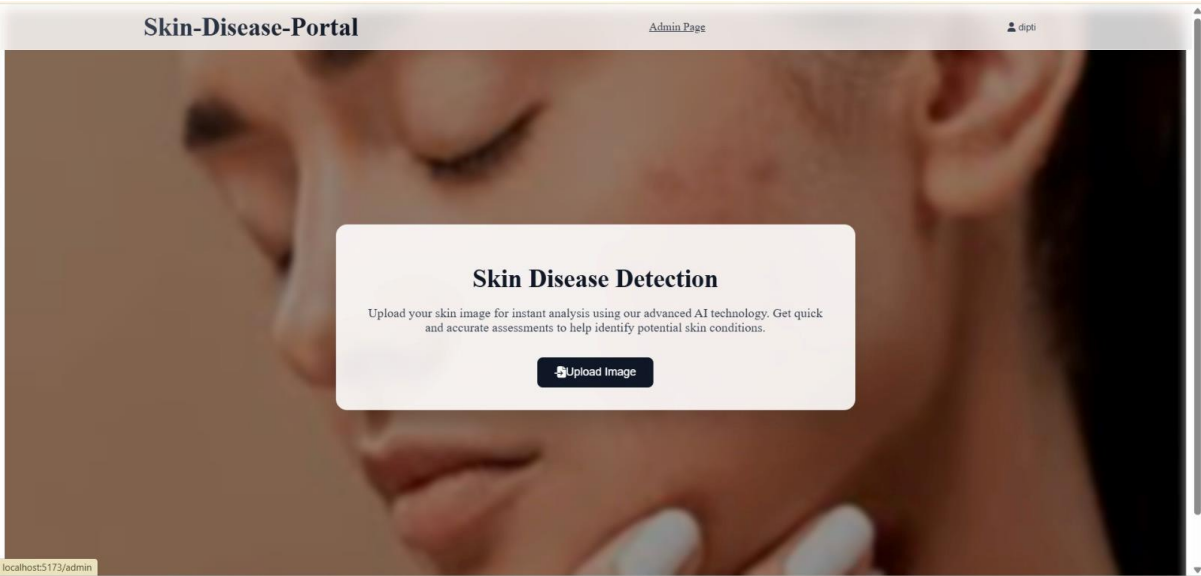 Skin-Disease-Portal
Admin Page
dipti
Skin Disease Detection
Upload your skin image for instant analysis using our advanced AI technology. Get quick
and accurate assessments to help identify potential skin conditions.
Upload Image
localhost:5173/admin